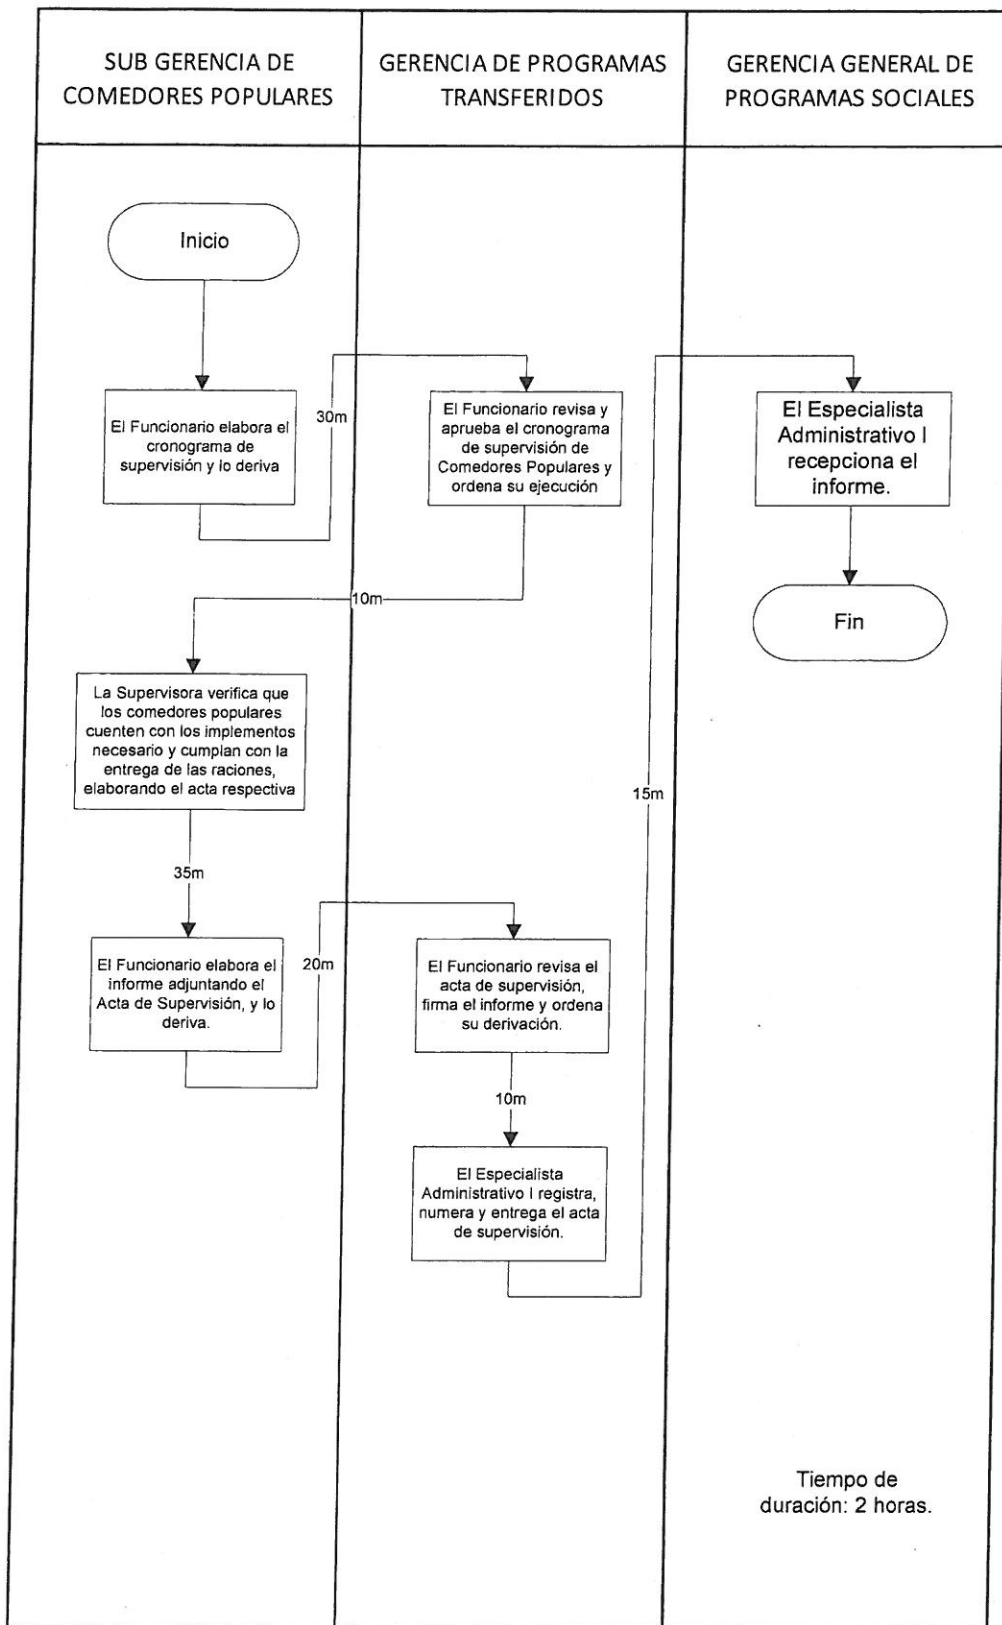 SUB GERENCIA DE
COMEDORES POPULARES
GERENCIA DE PROGRAMAS
TRANSFERIDOS
GERENCIA GENERAL DE
PROGRAMAS SOCIALES
Inicio
El Funcionario elabora el
cronograma de
supervisión y lo deriva
30m
El Funcionario revisa y
aprueba el cronograma
de supervisión de
Comedores Populares y
ordena su ejecución
10m
La Supervisora verifica que
los comedores populares
cuenten con los implementos
necesario y cumplan con la
entrega de las raciones,
elaborando el acta respectiva
35m
El Funcionario elabora el
informe adjuntando el
Acta de Supervisión, y lo
deriva.
20m
El Funcionario revisa el
acta de supervisión,
firma el informe y ordena
su derivación.
10m
El Especialista
Administrativo I registra,
numera y entrega el acta
de supervisión.
15m
El Especialista
Administrativo I
recepciona el
informe.
Fin
Tiempo de
duración: 2 horas.